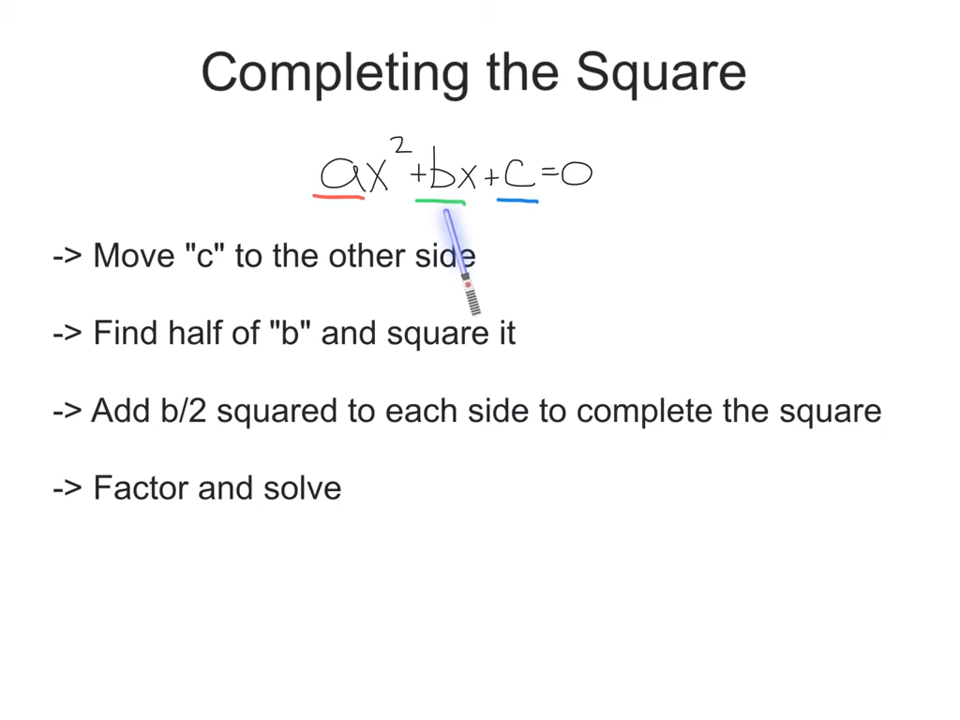 Completing the Square
ax²+bx+c=0
-> Move "c" to the other side
-> Find half of "b" and square it
-> Add b/2 squared to each side to complete the square
-> Factor and solve